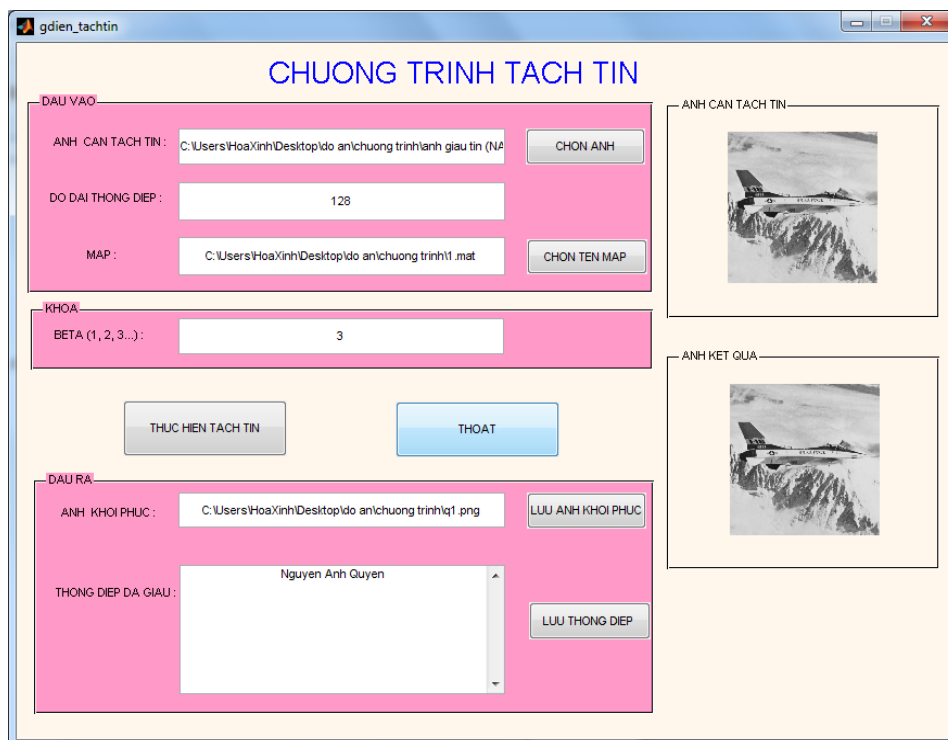 gdien_tachtin
CHUONG TRINH TACH TIN
DAU VAO
ANH CAN TACH TIN :
C:\Users\HoaXinh\Desktop\do an\chuong trinh\anh giau tin (NA
CHON ANH
DO DAI THONG DIEP :
128
MAP :
C:\Users\HoaXinh\Desktop\do an\chuong trinh\1.mat
CHON TEN MAP
KHOA
BETA (1, 2, 3...) :
3
THUC HIEN TACH TIN
THOAT
DAU RA
ANH KHOI PHUC :
C:\Users\HoaXinh\Desktop\do an\chuong trinh\q1.png
LUU ANH KHOI PHUC
THONG DIEP DA GIAU :
Nguyen Anh Quyen
LUU THONG DIEP
ANH CAN TACH TIN
ANH KET QUA